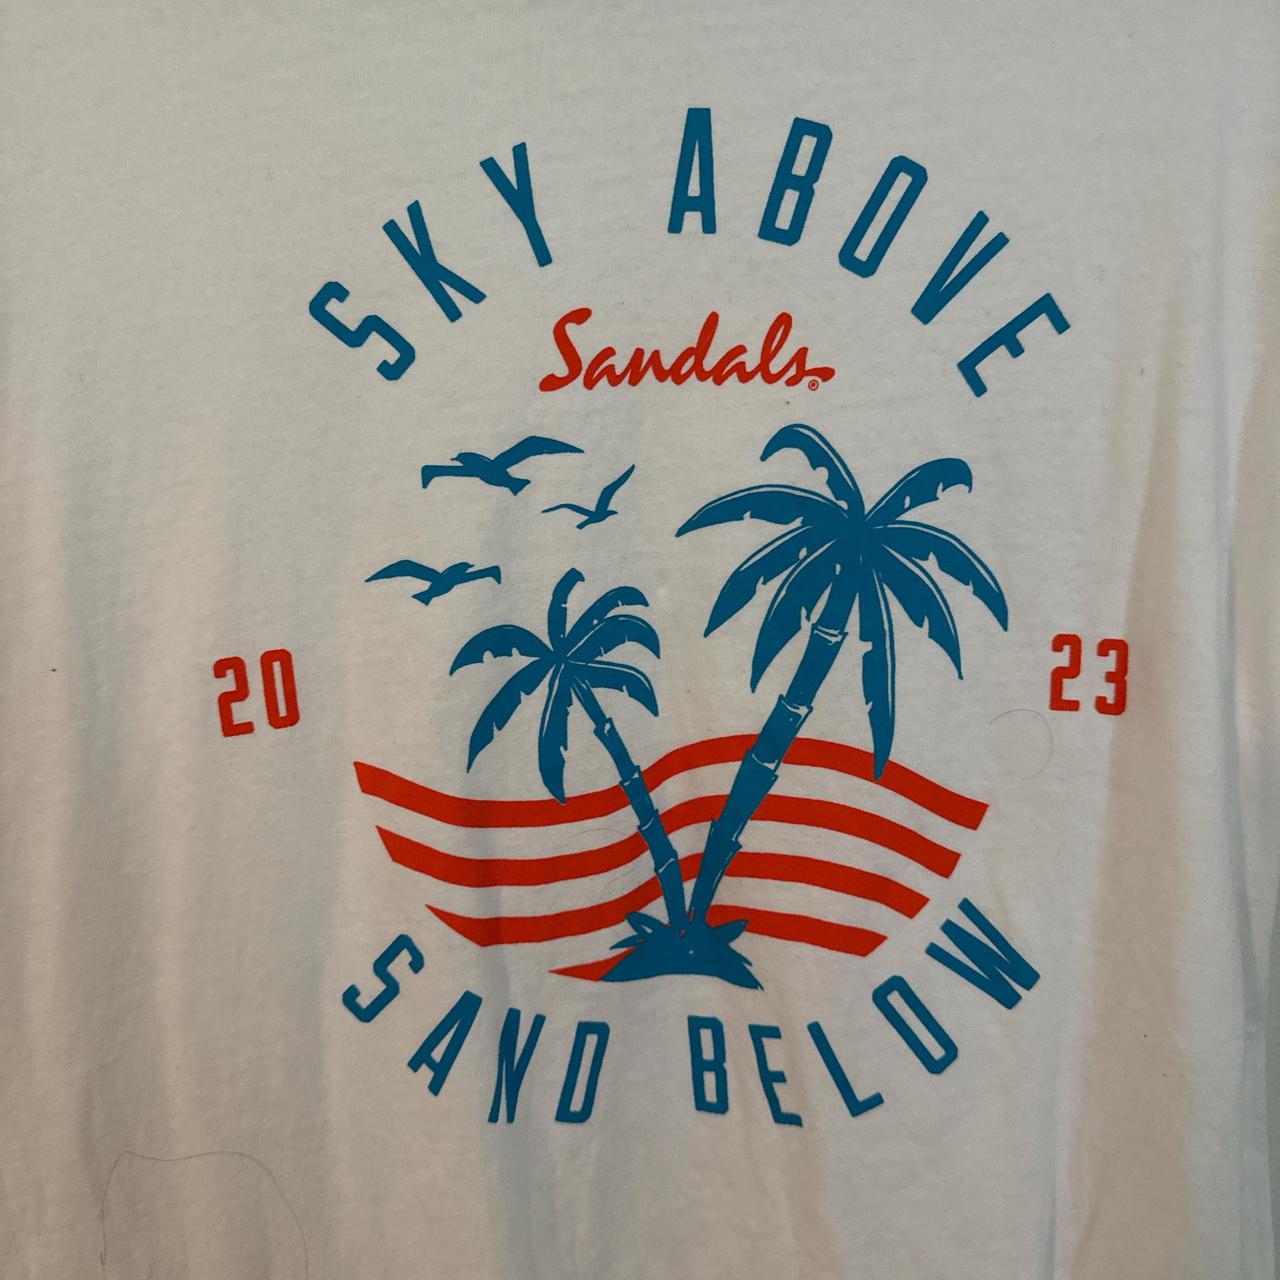 SKY ABOVE
Sandals®
20 23
SAND BELOW